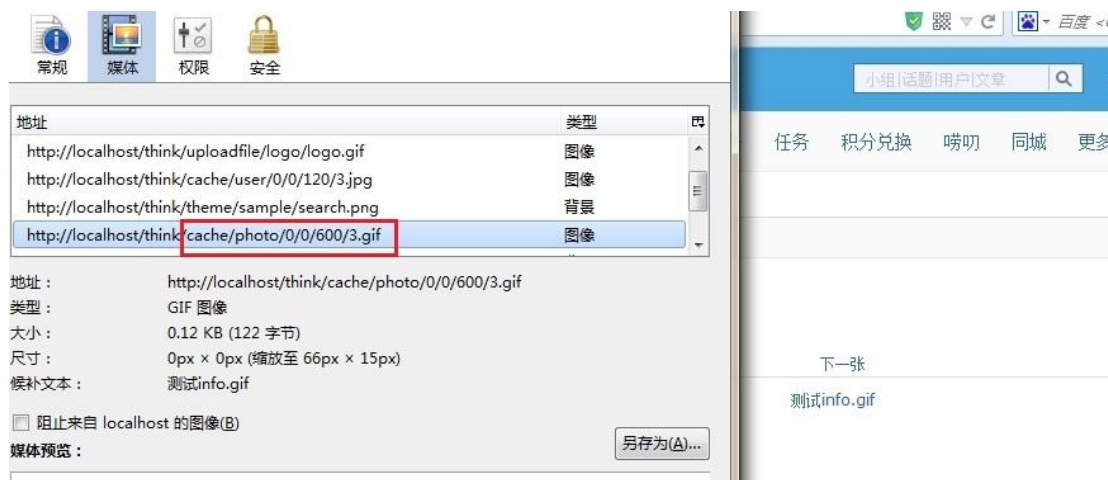 常规 媒体 权限 安全
百度
小组|话题|用户|文章
任务 积分兑换 唠叨 同城 更多
地址 类型
http://localhost/think/uploadfile/logo/logo.gif 图像
http://localhost/think/cache/user/0/0/120/3.jpg 图像
http://localhost/think/theme/sample/search.png 背景
http://localhost/think/cache/photo/0/0/600/3.gif 图像
地址： http://localhost/think/cache/photo/0/0/600/3.gif
类型： GIF 图像
大小： 0.12 KB (122 字节)
尺寸： 0px × 0px (缩放至 66px × 15px)
候补文本： 测试info.gif
阻止来自 localhost 的图像(B)
另存为(A)...
媒体预览：
下一张
测试info.gif